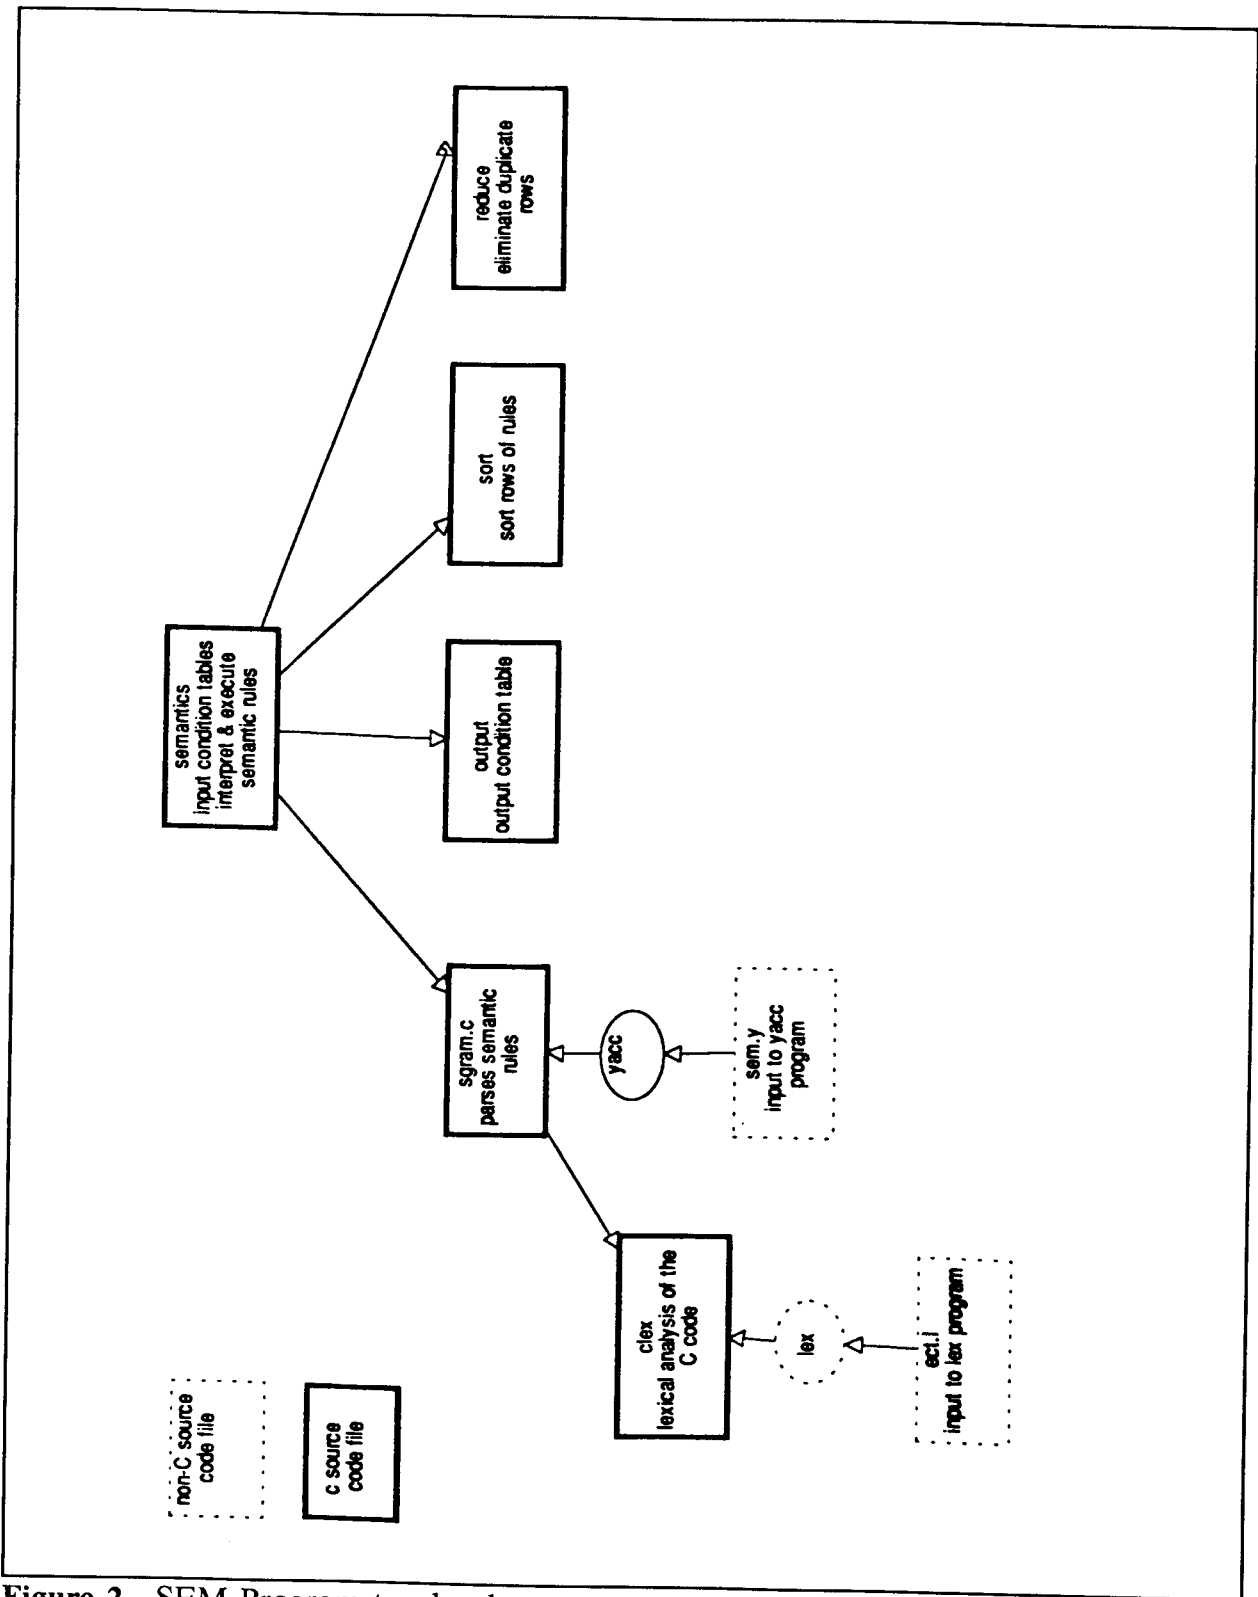 non-C source
code file
c source
code file
semantics
input condition tables
interpret & execute
semantic rules
clex
lexical analysis of the
C code
lex
ect.l
input to lex program
sgram.c
parses semantic
rules
yacc
sem.y
input to yacc
program
output
output condition table
sort
sort rows of rules
reduce
eliminate duplicate
rows
Figure 2 SEM Program